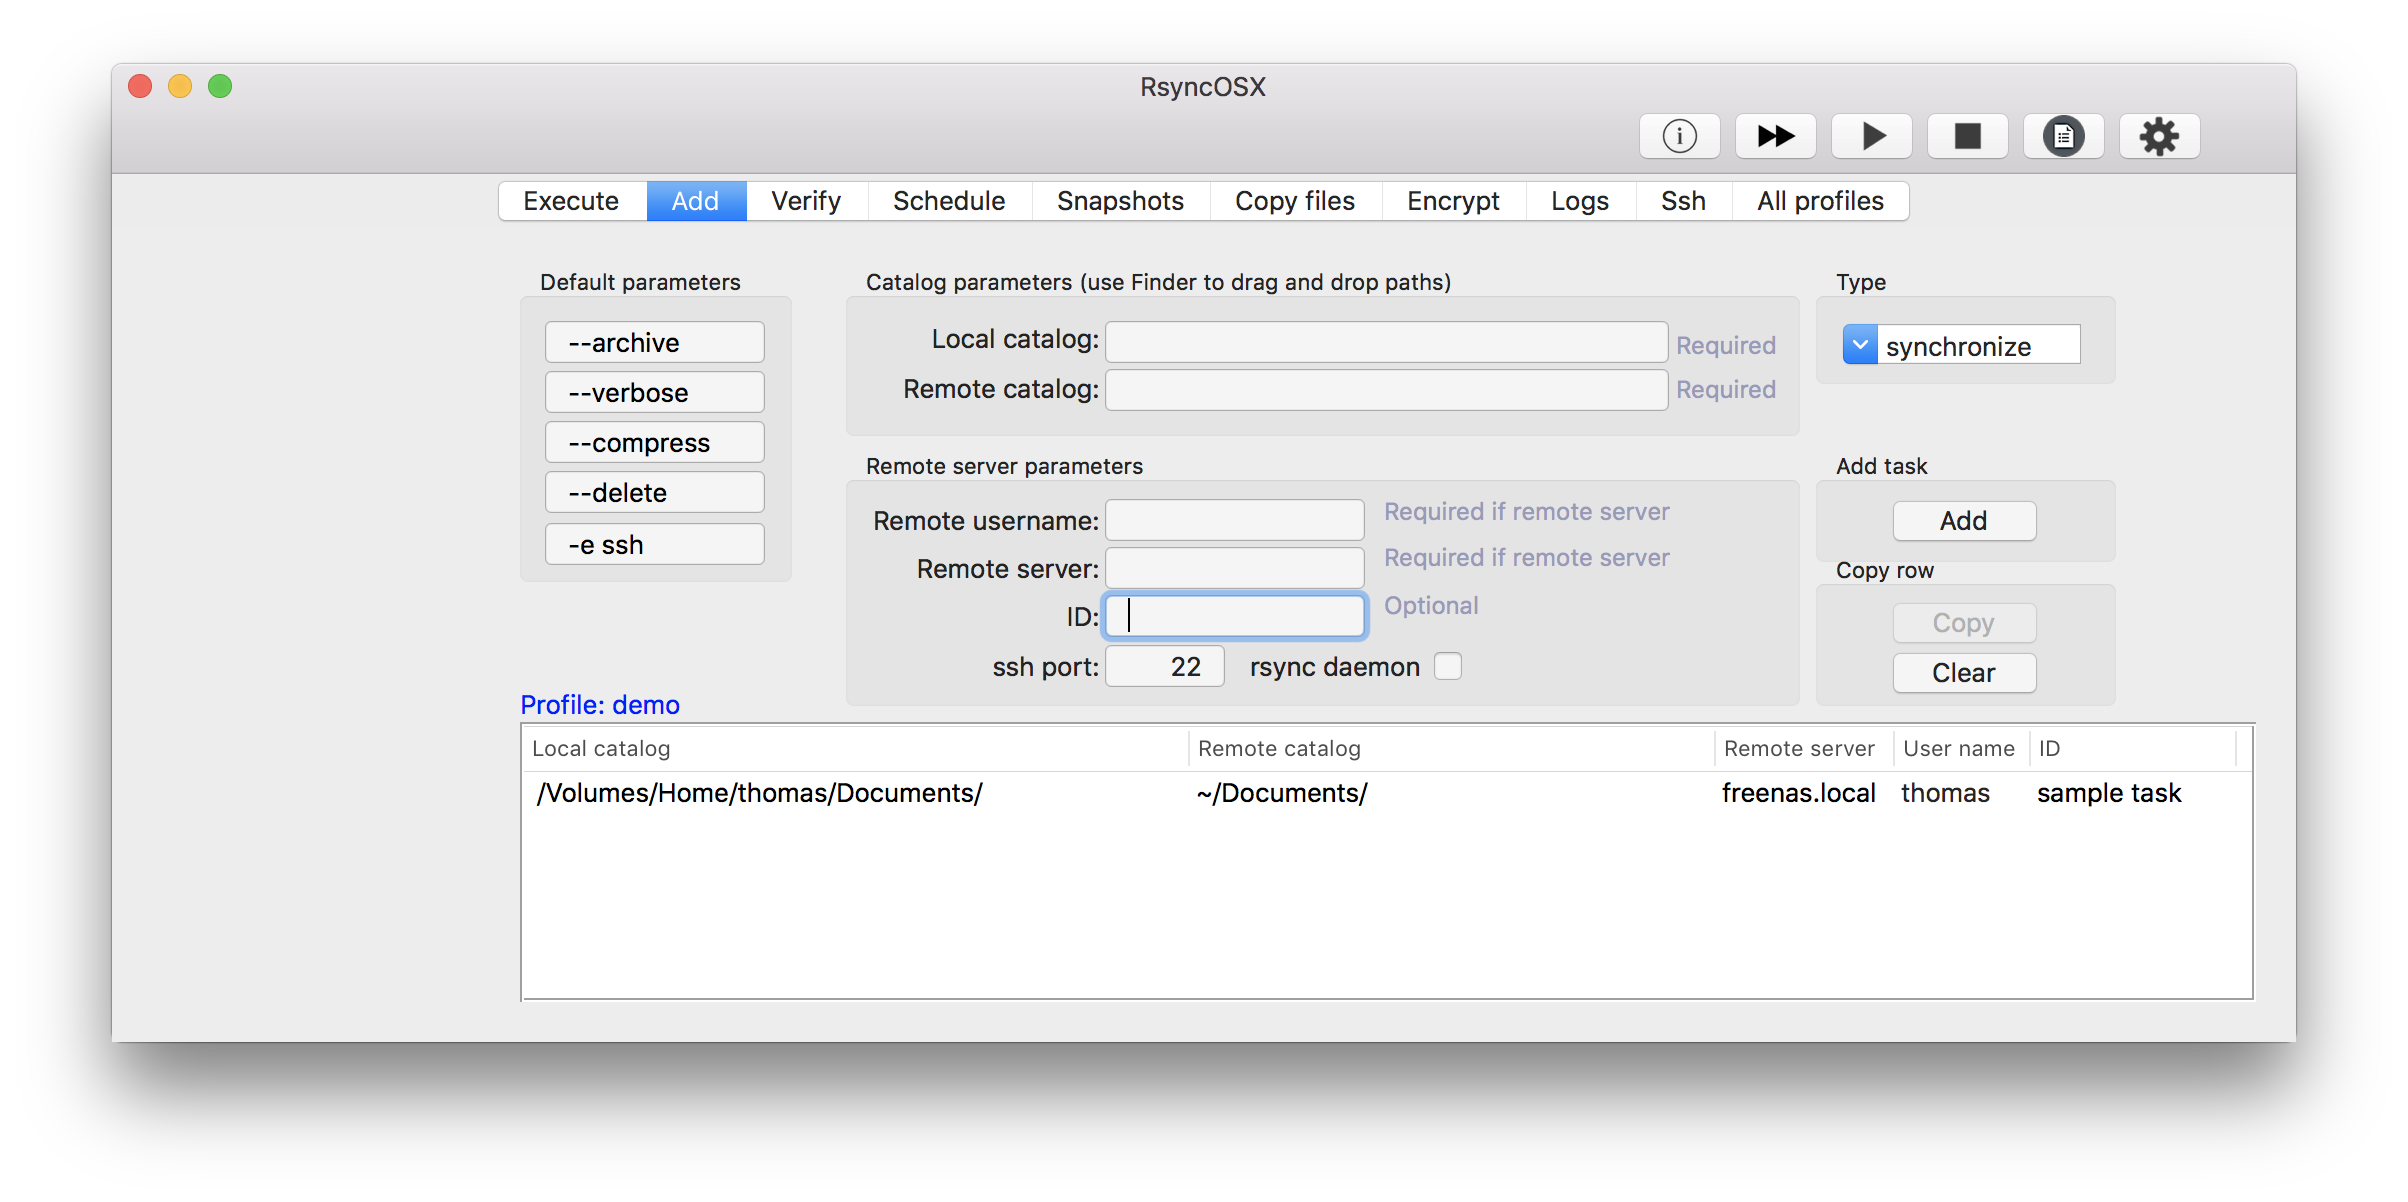 RsyncOSX
Execute Add Verify Schedule Snapshots Copy files Encrypt Logs Ssh All profiles
Default parameters
--archive
--verbose
--compress
--delete
-e ssh
Catalog parameters (use Finder to drag and drop paths)
Local catalog: Required
Remote catalog: Required
Type
synchronize
Remote server parameters
Remote username: Required if remote server
Remote server: Required if remote server
ID: Optional
ssh port: 22 rsync daemon
Add task
Add
Copy row
Copy
Clear
Profile: demo
Local catalog Remote catalog Remote server User name ID
/Volumes/Home/thomas/Documents/ ~/Documents/ freenas.local thomas sample task